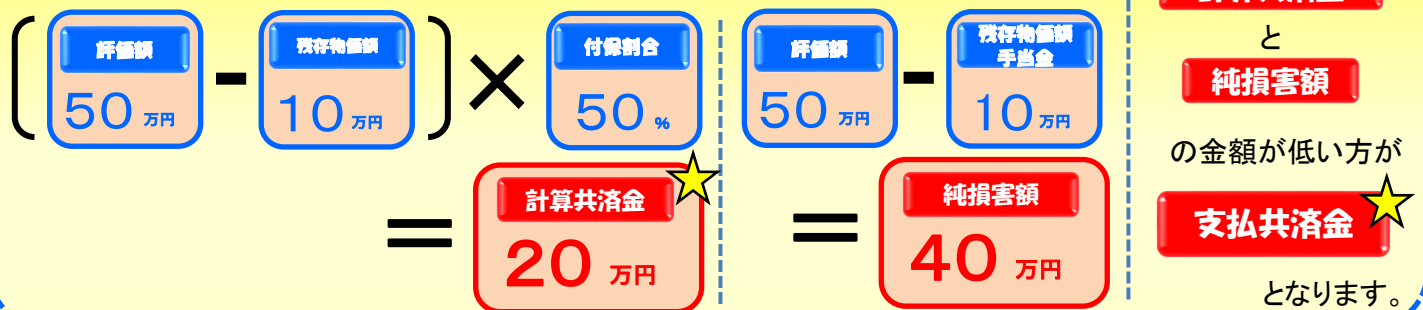 ( 評価額 50 万円 - 残存物価額 10 万円 ) × 付保割合 50 %
= 計算共済金 20 万円
評価額 50 万円 - 残存物価額 手当金 10 万円
= 純損害額 40 万円
と
純損害額
の金額が低い方が
支払共済金
となります。